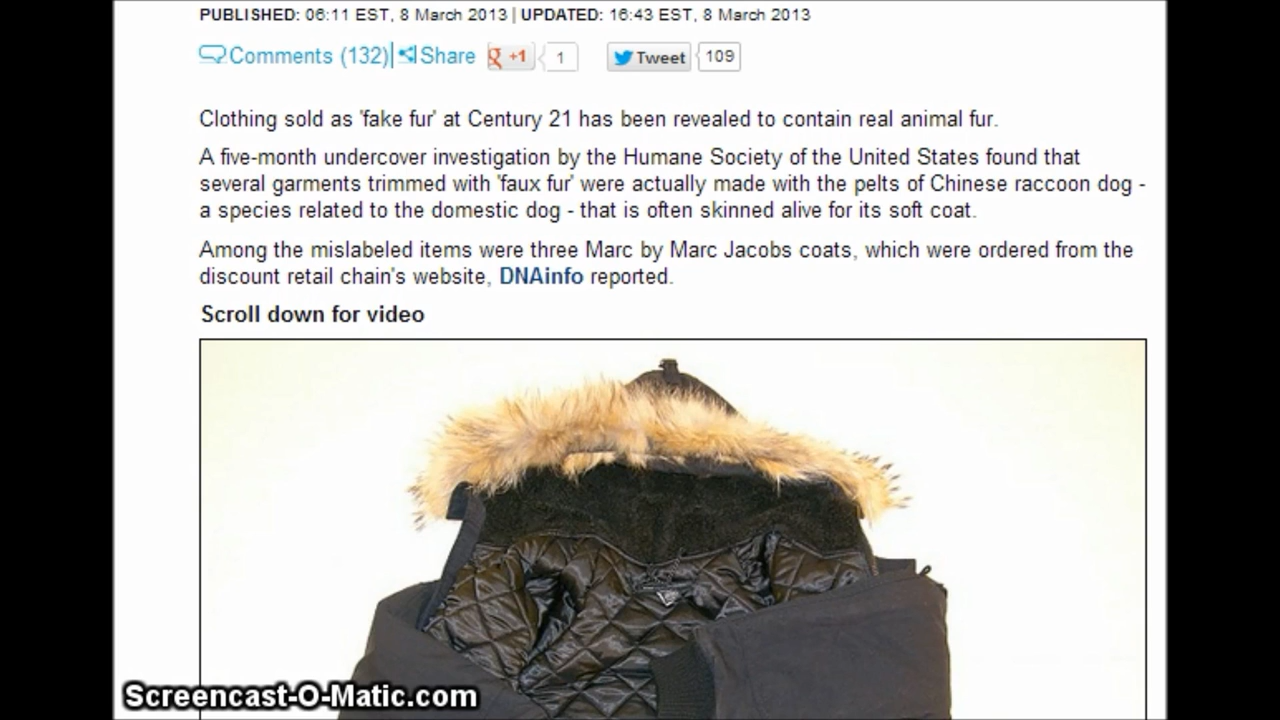 PUBLISHED: 06:11 EST, 8 March 2013 | UPDATED: 16:43 EST, 8 March 2013
Comments (132) Share g +1 1 Tweet 109
Clothing sold as 'fake fur' at Century 21 has been revealed to contain real animal fur.
A five-month undercover investigation by the Humane Society of the United States found that
several garments trimmed with 'faux fur' were actually made with the pelts of Chinese raccoon dog -
a species related to the domestic dog - that is often skinned alive for its soft coat.
Among the mislabeled items were three Marc by Marc Jacobs coats, which were ordered from the
discount retail chain's website, DNAinfo reported.
Scroll down for video
Screencast-O-Matic.com